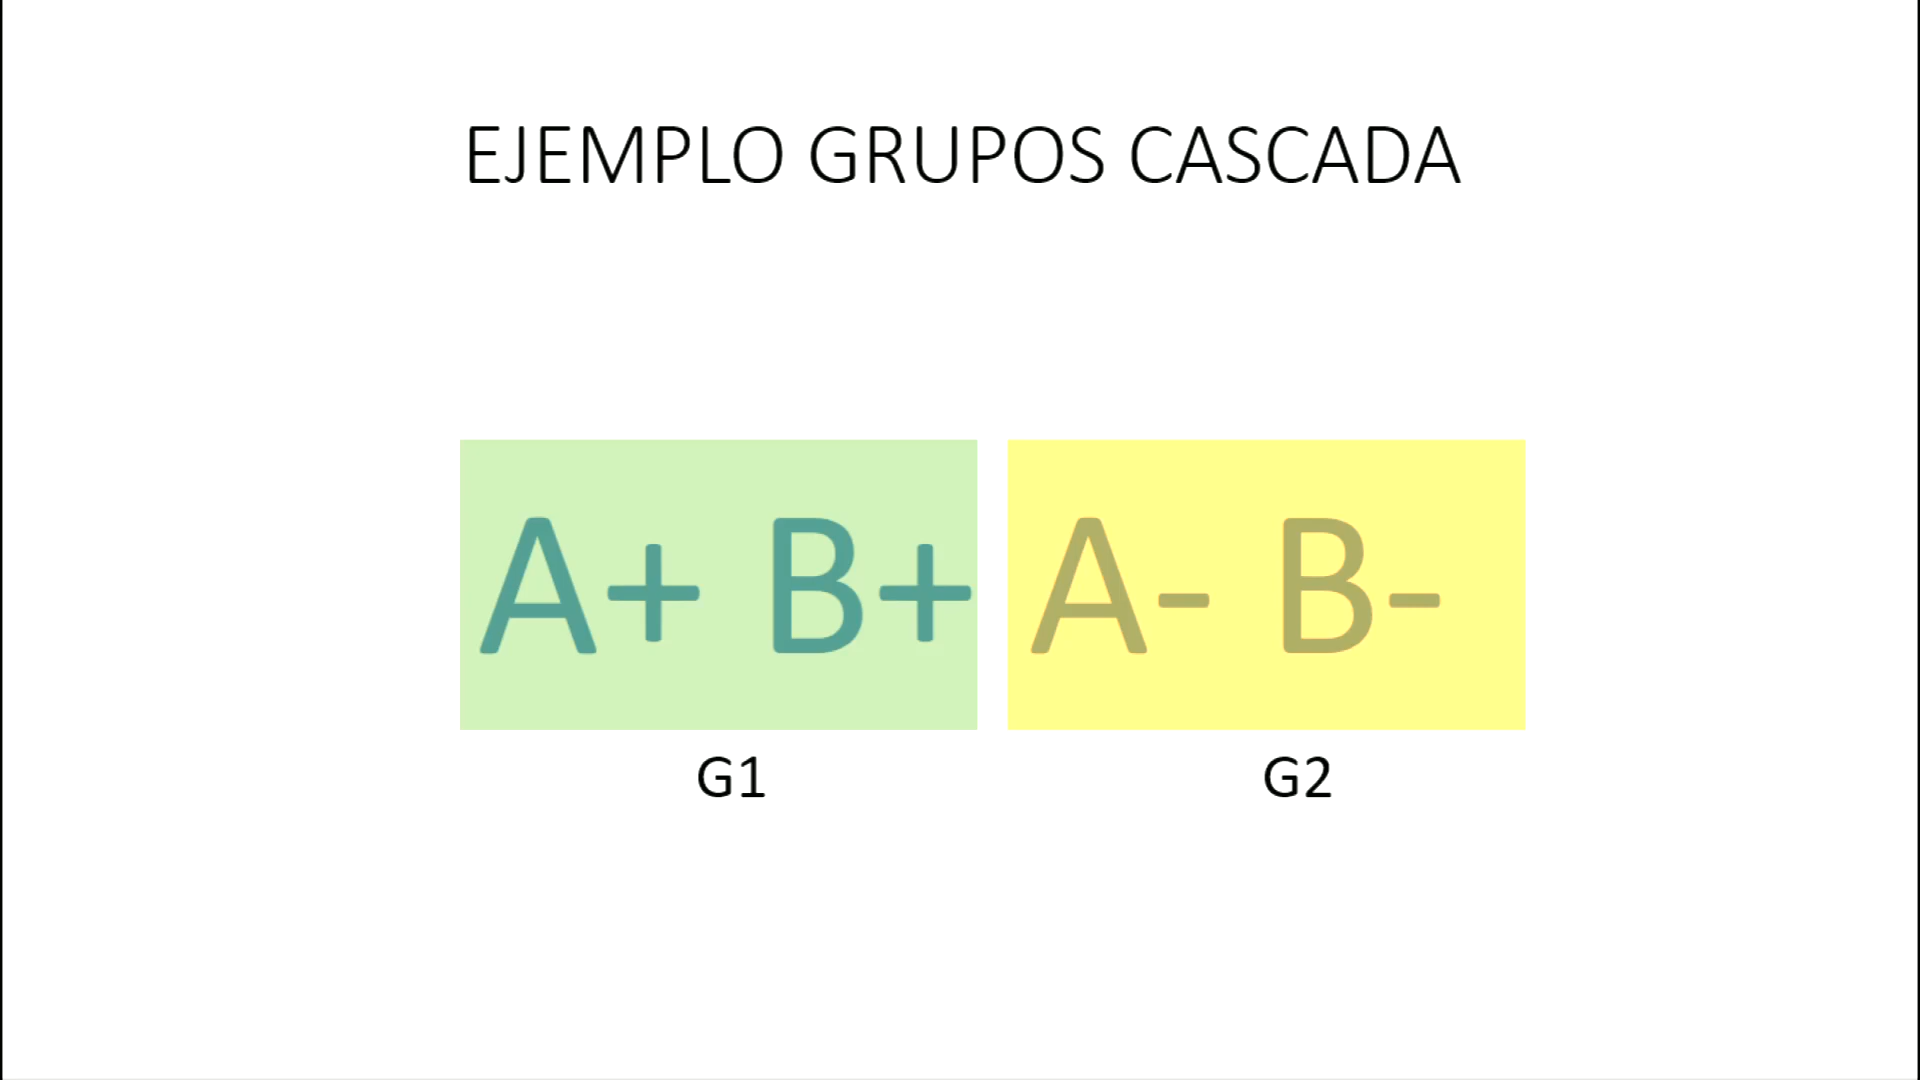 EJEMPLO GRUPOS CASCADA
A+ B+ A- B-
G1 G2